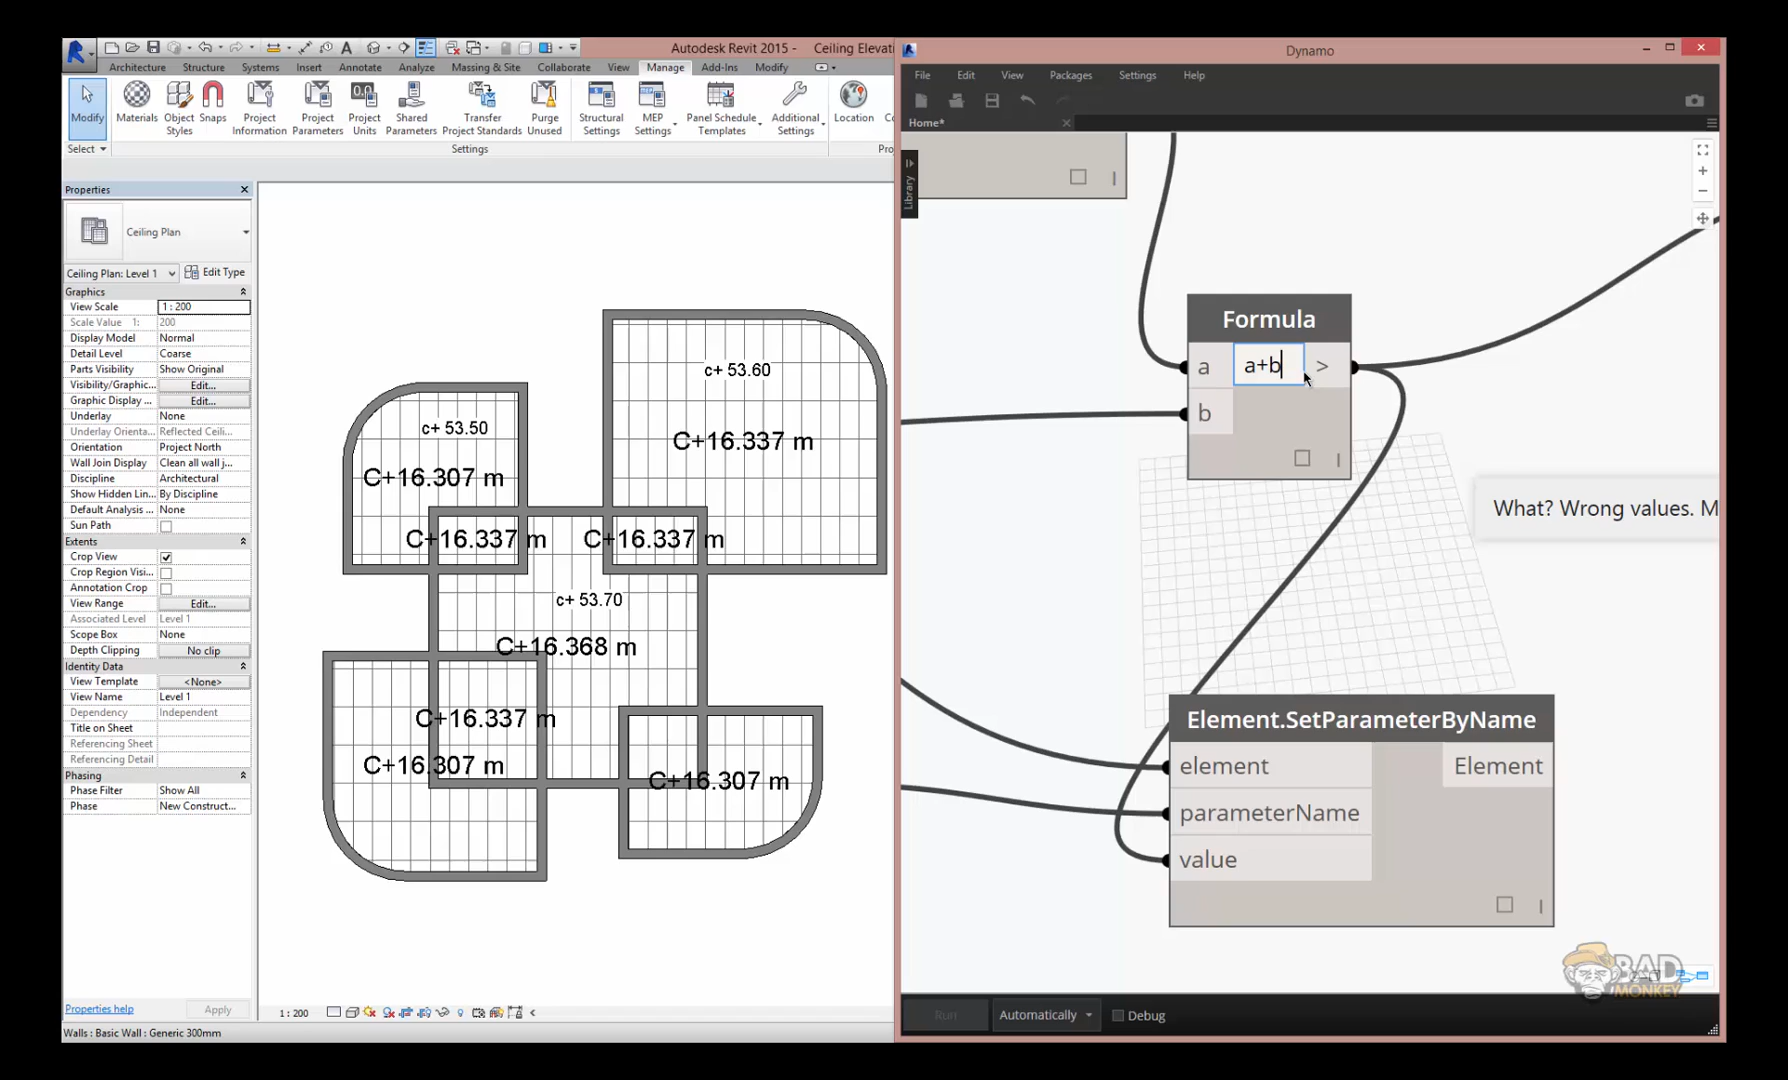 Autodesk Revit 2015 -
Ceiling Elevati
Architecture
Structure
Systems
Insert
Annotate
Analyze
Massing & Site
Collaborate
View
Manage
Add-Ins
Modify
Modify
Materials
Object Styles
Snaps
Project Information
Project Parameters
Project Units
Shared Parameters
Transfer Project Standards
Purge Unused
Structural Settings
MEP Settings
Panel Schedule Templates
Additional Settings
Location
Select
Settings
Properties
Ceiling Plan
Ceiling Plan: Level 1
Edit Type
Graphics
View Scale 1 : 200
Scale Value 1: 200
Display Model Normal
Detail Level Coarse
Parts Visibility Show Original
Visibility/Graphic... Edit...
Graphic Display ... Edit...
Underlay None
Underlay Orienta... Reflected Ceili...
Orientation Project North
Wall Join Display Clean all wall j...
Discipline Architectural
Show Hidden Lin... By Discipline
Default Analysis ... None
Sun Path
Extents
Crop View
Crop Region Visi...
Annotation Crop
View Range Edit...
Associated Level Level 1
Scope Box None
Depth Clipping No clip
Identity Data
View Template <None>
View Name Level 1
Dependency Independent
Title on Sheet
Referencing Sheet
Referencing Detail
Phasing
Phase Filter Show All
Phase New Construct...
Properties help
Apply
Walls : Basic Wall : Generic 300mm
c+ 53.60
C+16.337 m
c+ 53.50
C+16.307 m
C+16.337 m
C+16.337 m
c+ 53.70
C+16.368 m
C+16.337 m
C+16.307 m
C+16.307 m
1 : 200
Dynamo
File
Edit
View
Packages
Settings
Help
Home*
Library
Formula
a
a+b
>
b
What? Wrong values. M
Element.SetParameterByName
element
Element
parameterName
value
BAD
MONKEY
Run
Automatically
Debug